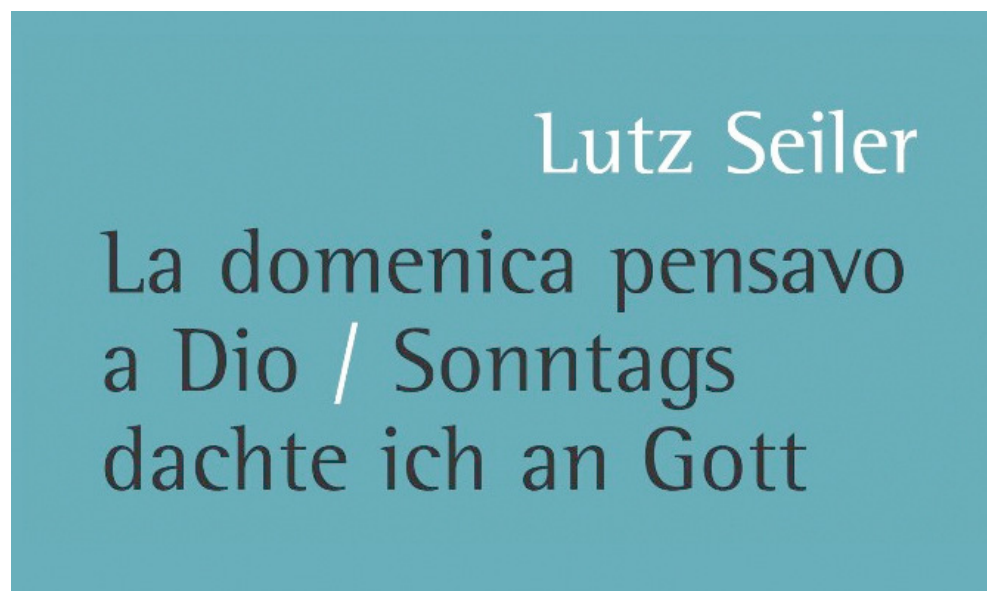 Lutz Seiler
La domenica pensavo
a Dio / Sonntags
dachte ich an Gott